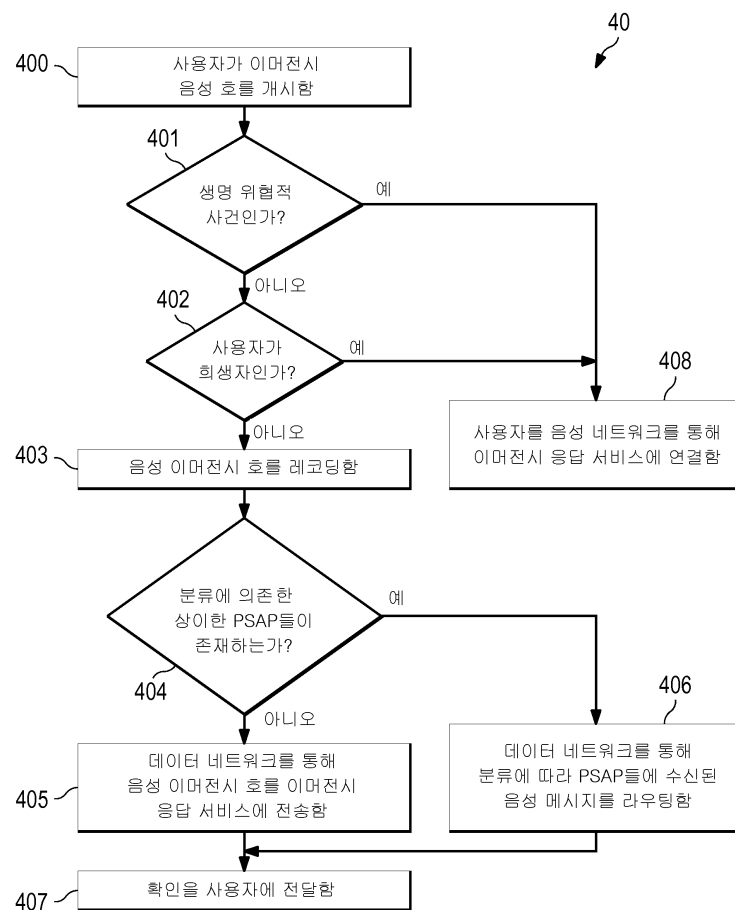 40
400
사용자가 이머전시
음성 호를 개시함
401
생명 위협적
사건인가?
예
아니오
402
사용자가
희생자인가?
예
아니오
408
사용자를 음성 네트워크를 통해
이머전시 응답 서비스에 연결함
403
음성 이머전시 호를 레코딩함
분류에 의존한
상이한 PSAP들이
존재하는가?
예
404
아니오
406
데이터 네트워크를 통해
음성 이머전시 호를 이머전시
응답 서비스에 전송함
405
데이터 네트워크를 통해
분류에 따라 PSAP들에 수신된
음성 메시지를 라우팅함
407
확인을 사용자에 전달함